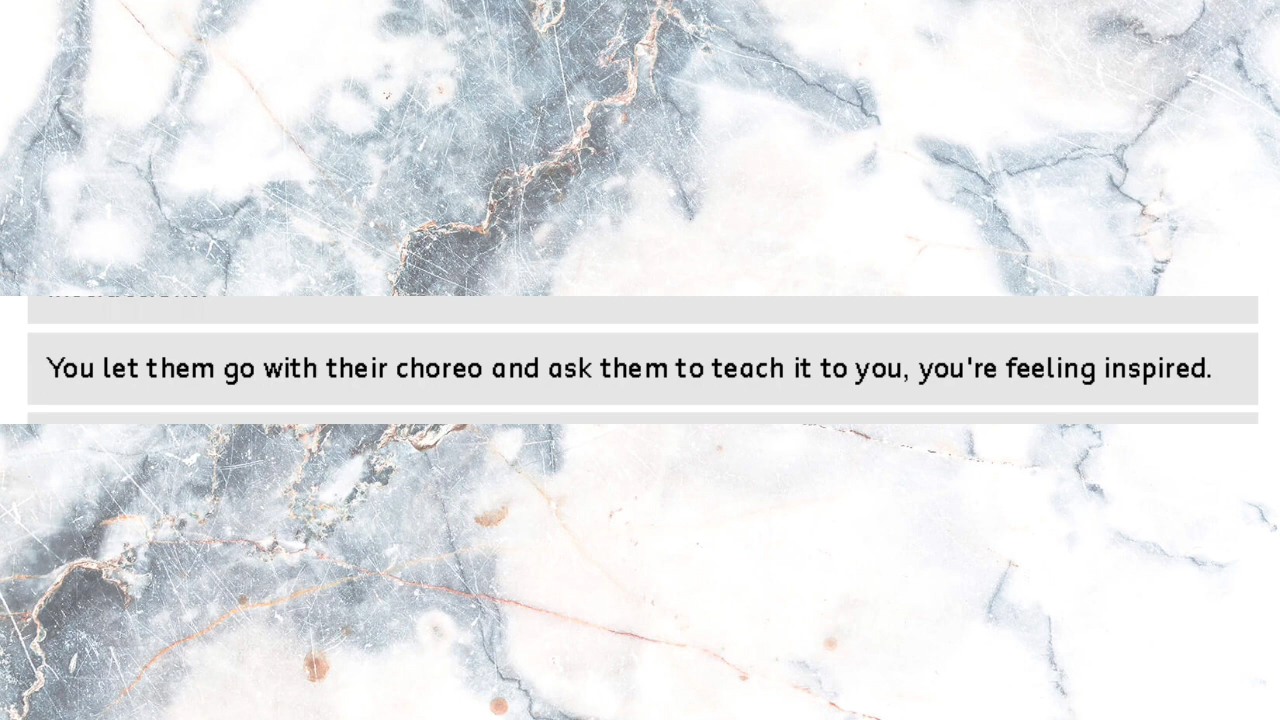 You let them go with their choreo and ask them to teach it to you, you're feeling inspired.